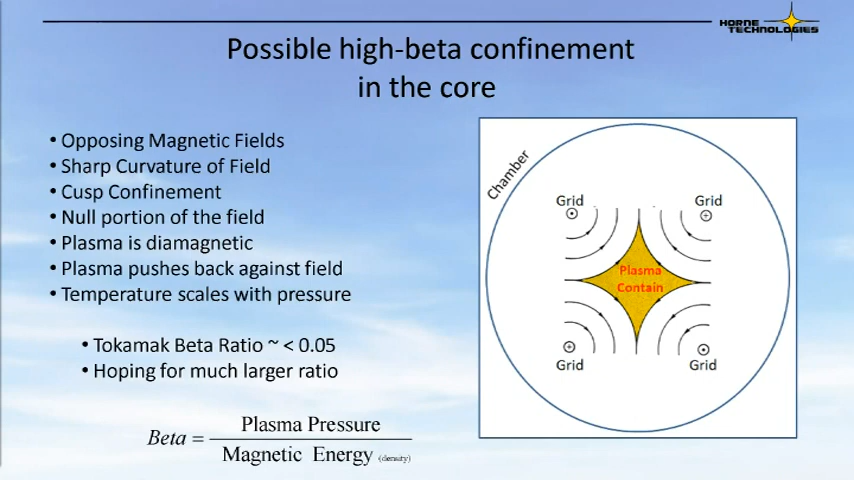 HORNE
TECHNOLOGIES
Possible high-beta confinement
in the core
• Opposing Magnetic Fields
• Sharp Curvature of Field
• Cusp Confinement
• Null portion of the field
• Plasma is diamagnetic
• Plasma pushes back against field
• Temperature scales with pressure
• Tokamak Beta Ratio ~ < 0.05
• Hoping for much larger ratio
Beta = Plasma Pressure
Magnetic Energy (density)
Chamber
Grid
Grid
Plasma
Contain
Grid
Grid